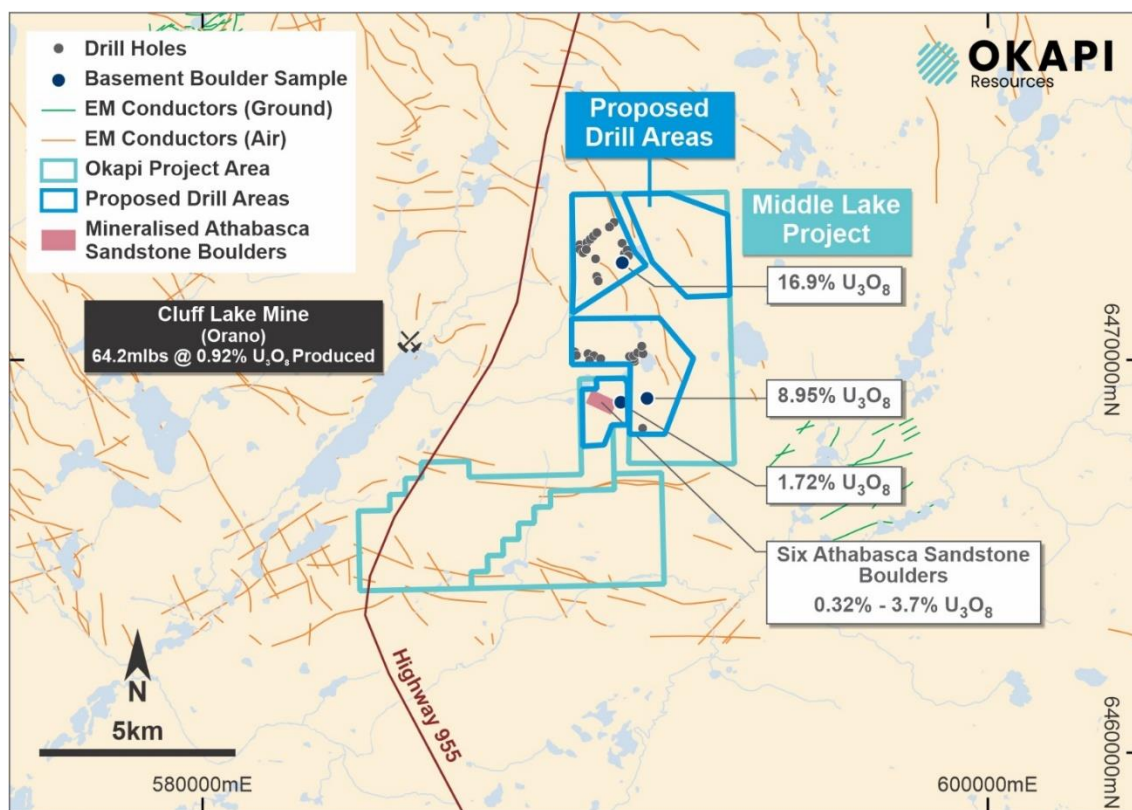 Drill Holes
Basement Boulder Sample
EM Conductors (Ground)
EM Conductors (Air)
Okapi Project Area
Proposed Drill Areas
Mineralised Athabasca
Sandstone Boulders
OKAPI
Resources
Proposed
Drill Areas
Middle Lake
Project
16.9% U₃O₈
Cluff Lake Mine
(Orano)
64.2mlbs @ 0.92% U₃O₈ Produced
6470000mN
8.95% U₃O₈
1.72% U₃O₈
Six Athabasca Sandstone
Boulders
0.32% - 3.7% U₃O₈
Highway 955
N
5km
580000mE
600000mE
6460000mN